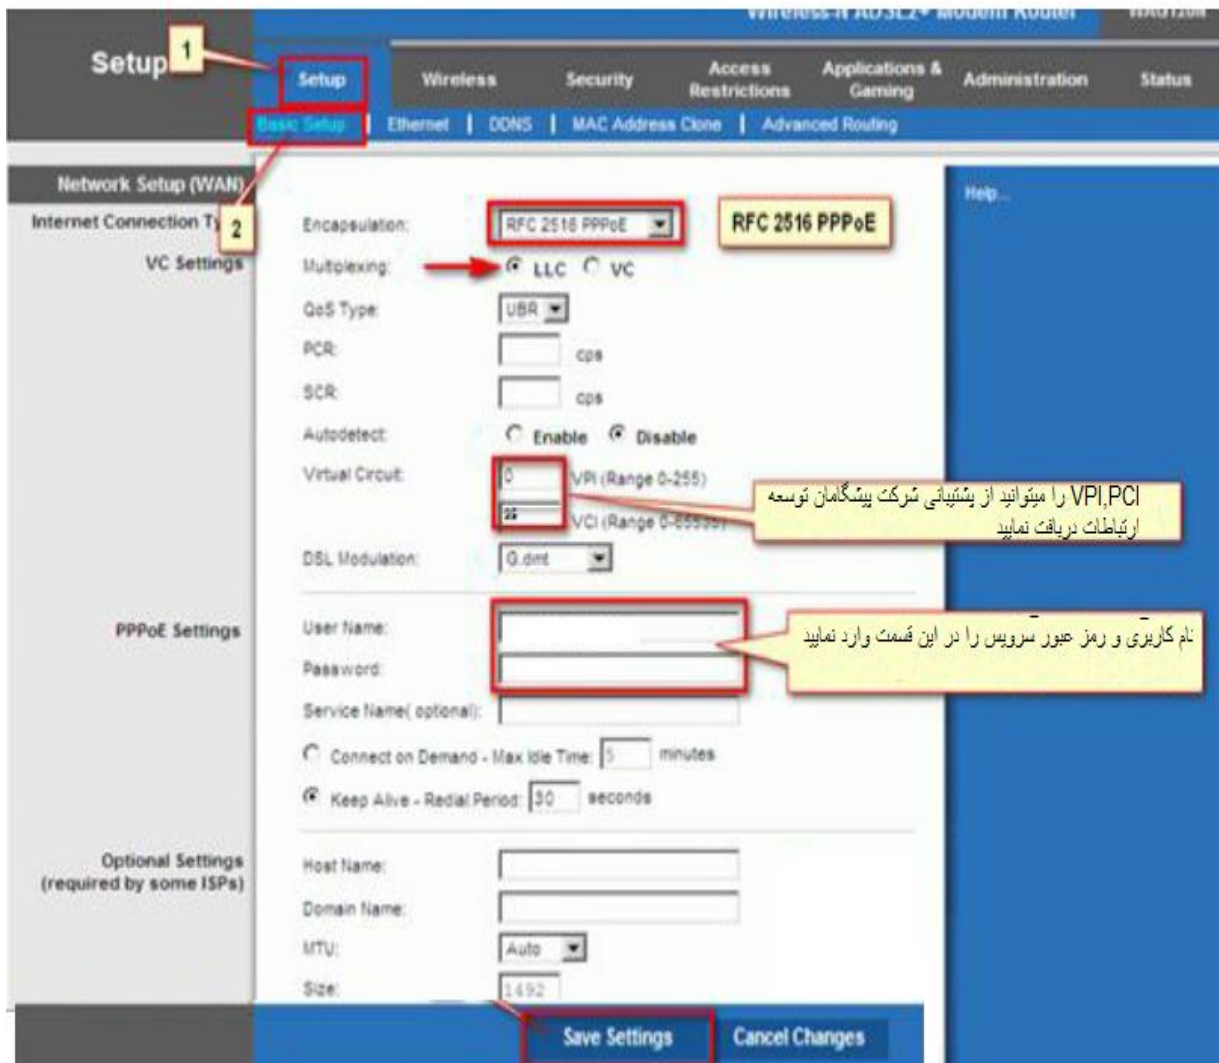 Wireless-N ADSL2+ Modem Router
Setup
1
Setup
Wireless
Security
Access Restrictions
Applications & Gaming
Administration
Status
Basic Setup | Ethernet | DDNS | MAC Address Clone | Advanced Routing
Network Setup (WAN)
Help...
Internet Connection
2
Encapsulation: RFC 2516 PPPoE
RFC 2516 PPPoE
VC Settings
Multiplexing: LLC VC
QoS Type: UBR
PCR: cps
SCR: cps
Autodetect: Enable Disable
Virtual Circuit: 0 VPI (Range 0-255)
VCI (Range 0-65535)
VPI,PCI را میتوانید از پشتیبانی شرکت پیشگامان توسعه
ارتباطات دریافت نمایید
DSL Modulation: G.dmt
PPPoE Settings
User Name:
نام کاربری و رمز عبور سرویس را در این قسمت وارد نمایید
Password:
Service Name( optional):
Connect on Demand - Max Idle Time: 5 minutes
Keep Alive - Redial Period: 30 seconds
Optional Settings
(required by some ISPs)
Host Name:
Domain Name:
MTU: Auto
Size: 1492
Save Settings
Cancel Changes